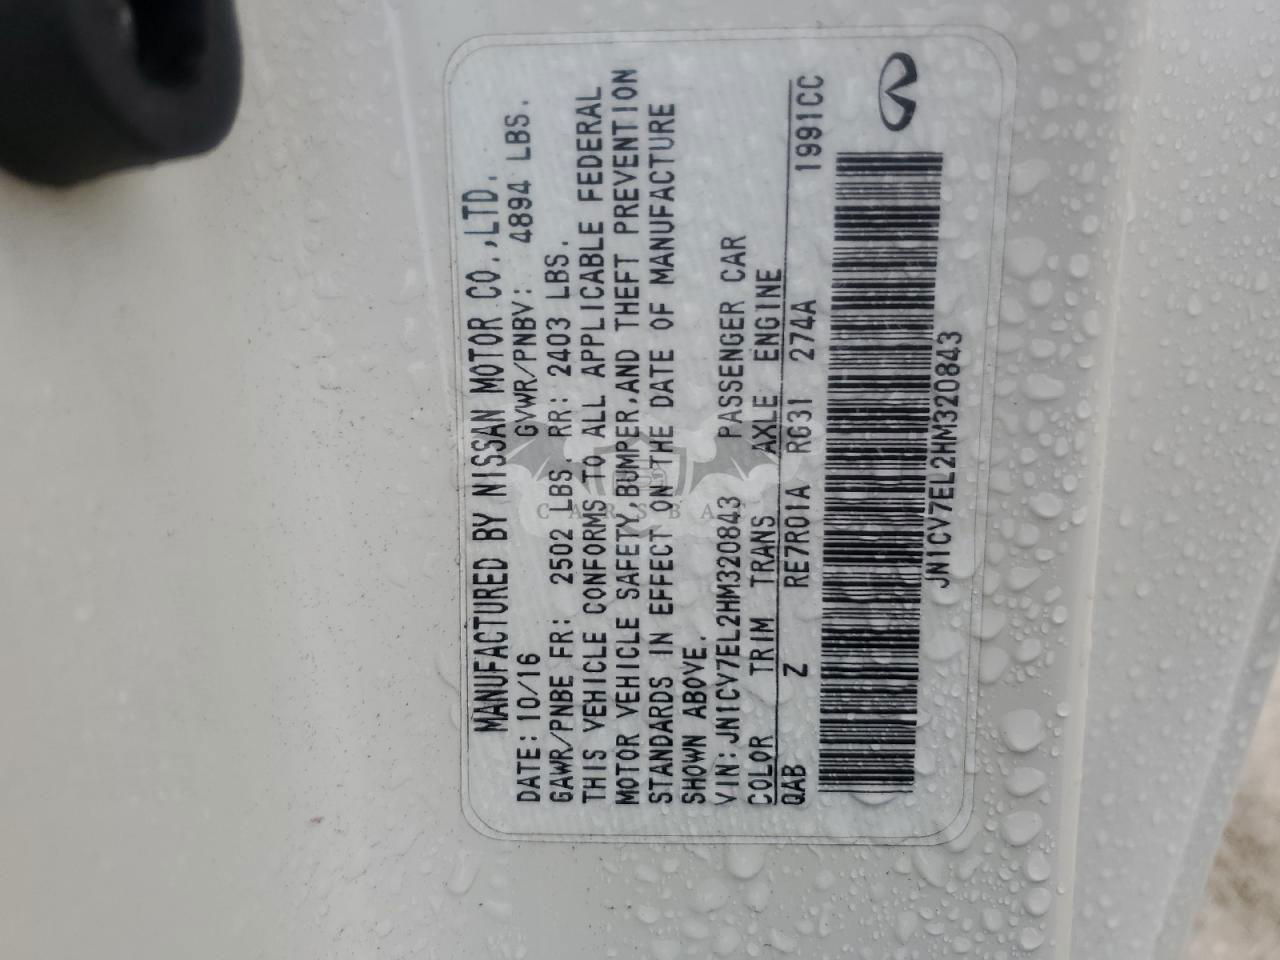 MANUFACTURED BY NISSAN MOTOR CO.,LTD.
DATE: 10/16 GVWR/PNBV: 4894 LBS.
GAWR/PNBE FR: 2502 LBS. RR: 2403 LBS.
THIS VEHICLE CONFORMS TO ALL APPLICABLE FEDERAL
MOTOR VEHICLE SAFETY, BUMPER, AND THEFT PREVENTION
STANDARDS IN EFFECT ON THE DATE OF MANUFACTURE
SHOWN ABOVE.
VIN: JN1CV7EL2HM320843 PASSENGER CAR
COLOR TRIM TRANS AXLE ENGINE
QAB Z RE7R01A RG31 274A 1991CC
JN1CV7EL2HM320843
CARSBAC